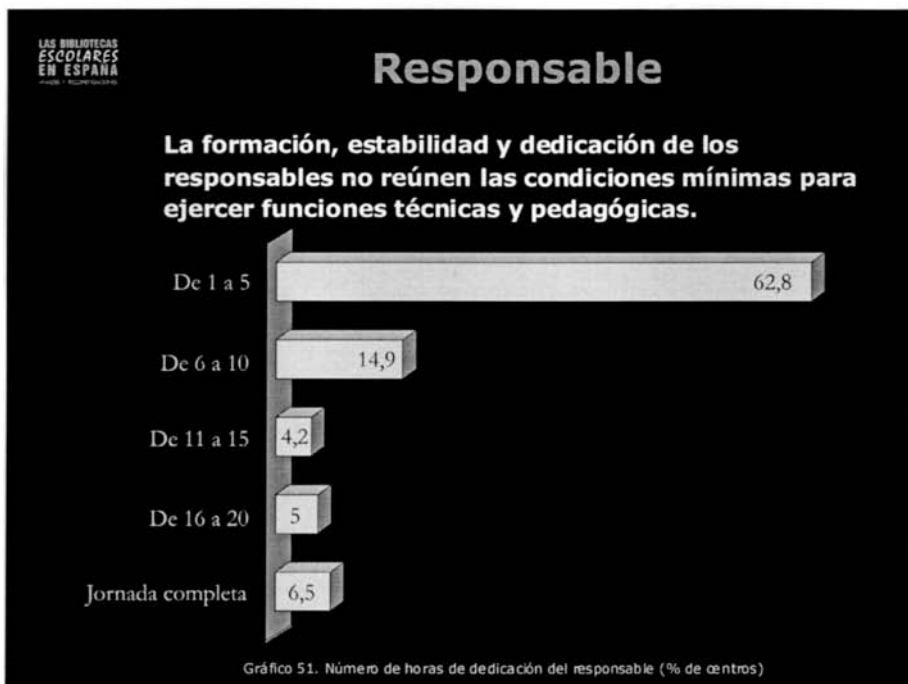 LAS BIBLIOTECAS
ESCOLARES
EN ESPAÑA
Responsable
La formación, estabilidad y dedicación de los
responsables no reúnen las condiciones mínimas para
ejercer funciones técnicas y pedagógicas.
De 1 a 5
62,8
De 6 a 10
14,9
De 11 a 15
4,2
De 16 a 20
5
Jornada completa
6,5
Gráfico 51. Número de horas de dedicación del responsable (% de centros)